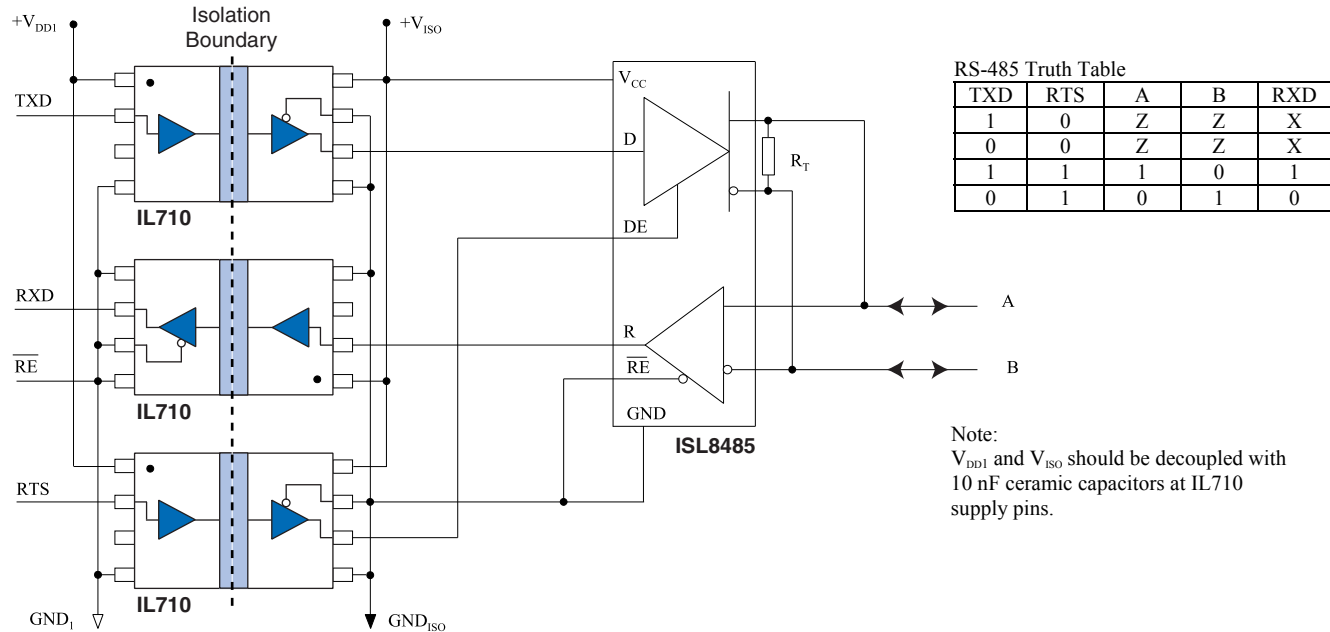 Isolation
Boundary
+VDD1
+VISO
TXD
IL710
RXD
RE
IL710
RTS
IL710
GND1
GNDISO
VCC
D
DE
R
RE
GND
RT
ISL8485
A
B
RS-485 Truth Table
TXD RTS A B RXD
1 0 Z Z X
0 0 Z Z X
1 1 1 0 1
0 1 0 1 0
Note:
VDD1 and VISO should be decoupled with
10 nF ceramic capacitors at IL710
supply pins.